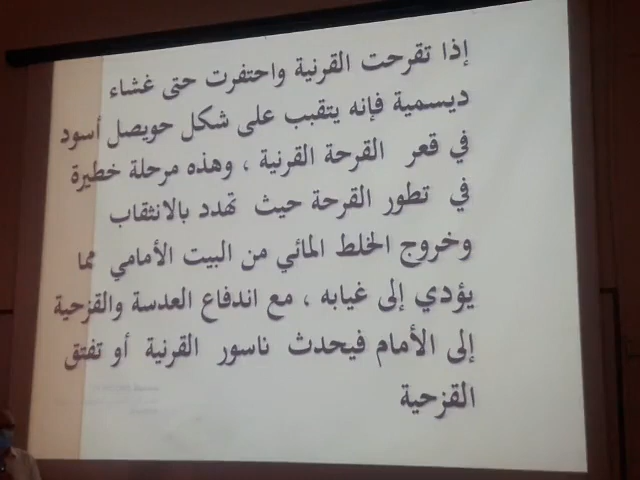 إذا تقرحت القرنية واحتفرت حتى غشاء
ديسمية فإنه يتقبب على شكل حويصل أسود
في قعر القرحة القرنية ، وهذه مرحلة خطيرة
في تطور القرحة حيث تهدد بالانثقاب
وخروج الخلط المائي من البيت الأمامي مما
يؤدي إلى غيابه ، مع اندفاع العدسة والقزحية
إلى الأمام فيحدث ناسور القرنية أو تفتق
القزحية